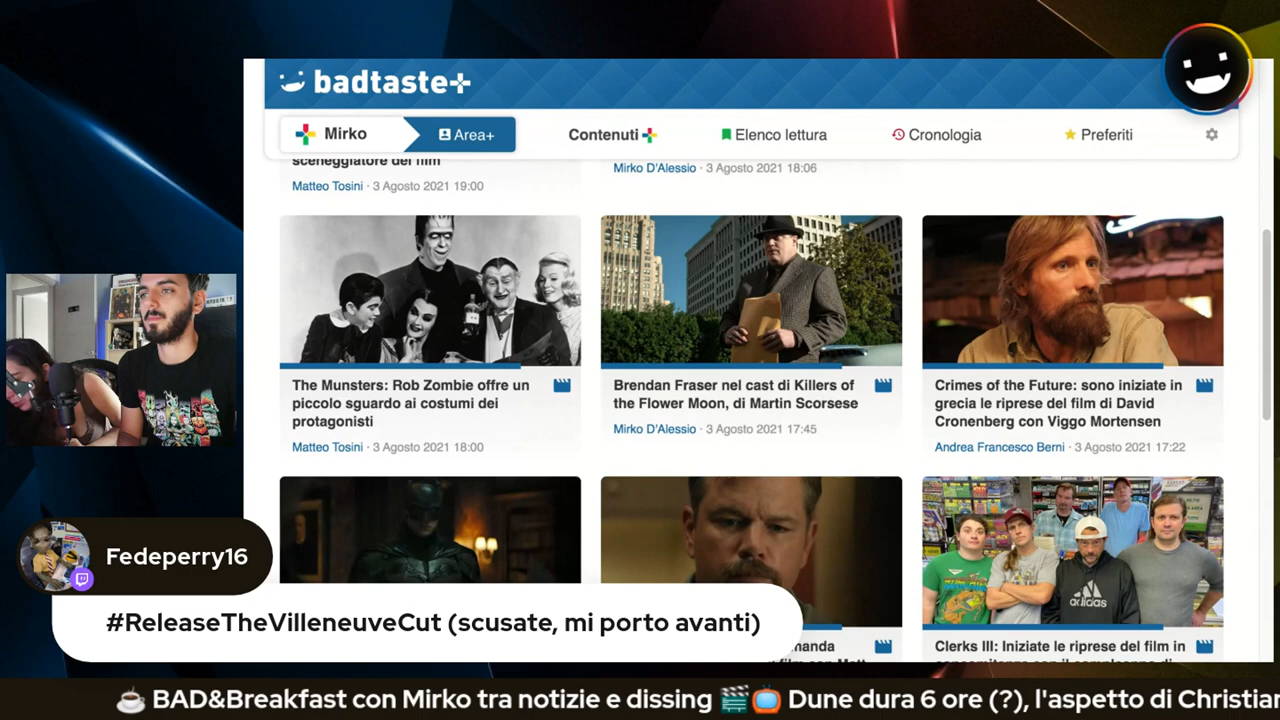 badtaste+
Mirko
Area+
Contenuti
Elenco lettura
Cronologia
Preferiti
sceneggiatore del film
Matteo Tosini · 3 Agosto 2021 19:00
Mirko D'Alessio · 3 Agosto 2021 18:06
The Munsters: Rob Zombie offre un
piccolo sguardo ai costumi dei
protagonisti
Matteo Tosini · 3 Agosto 2021 18:00
Brendan Fraser nel cast di Killers of
the Flower Moon, di Martin Scorsese
Mirko D'Alessio · 3 Agosto 2021 17:45
Crimes of the Future: sono iniziate in
grecia le riprese del film di David
Cronenberg con Viggo Mortensen
Andrea Francesco Berni · 3 Agosto 2021 17:22
adidas
Fedeperry16
#ReleaseTheVilleneuveCut (scusate, mi porto avanti)
Clerks III: Iniziate le riprese del film in
☕ BAD&Breakfast con Mirko tra notizie e dissing 🎬📺 Dune dura 6 ore (?), l'aspetto di Christian